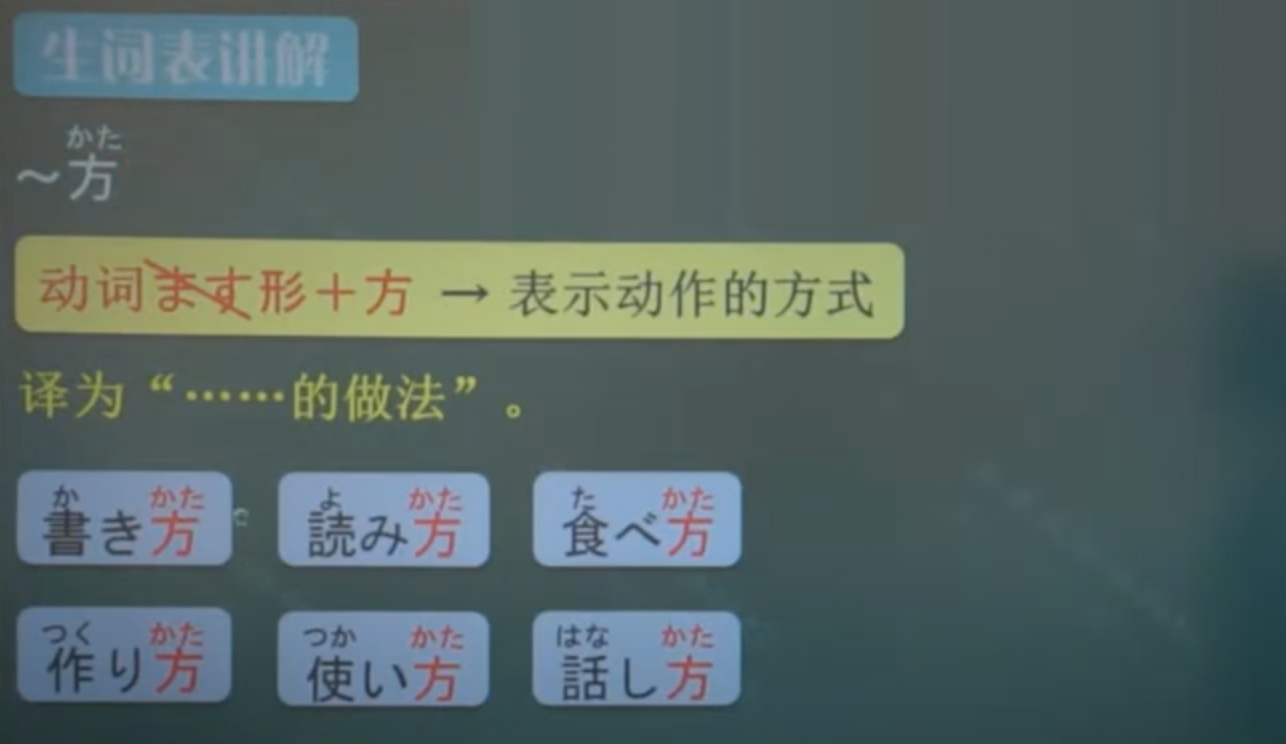 生词表讲解
かた
～方
动词ます形＋方 → 表示动作的方式
译为“……的做法”。
か かた よ かた た かた
書き方 読み方 食べ方
つく かた つか かた はな かた
作り方 使い方 話し方